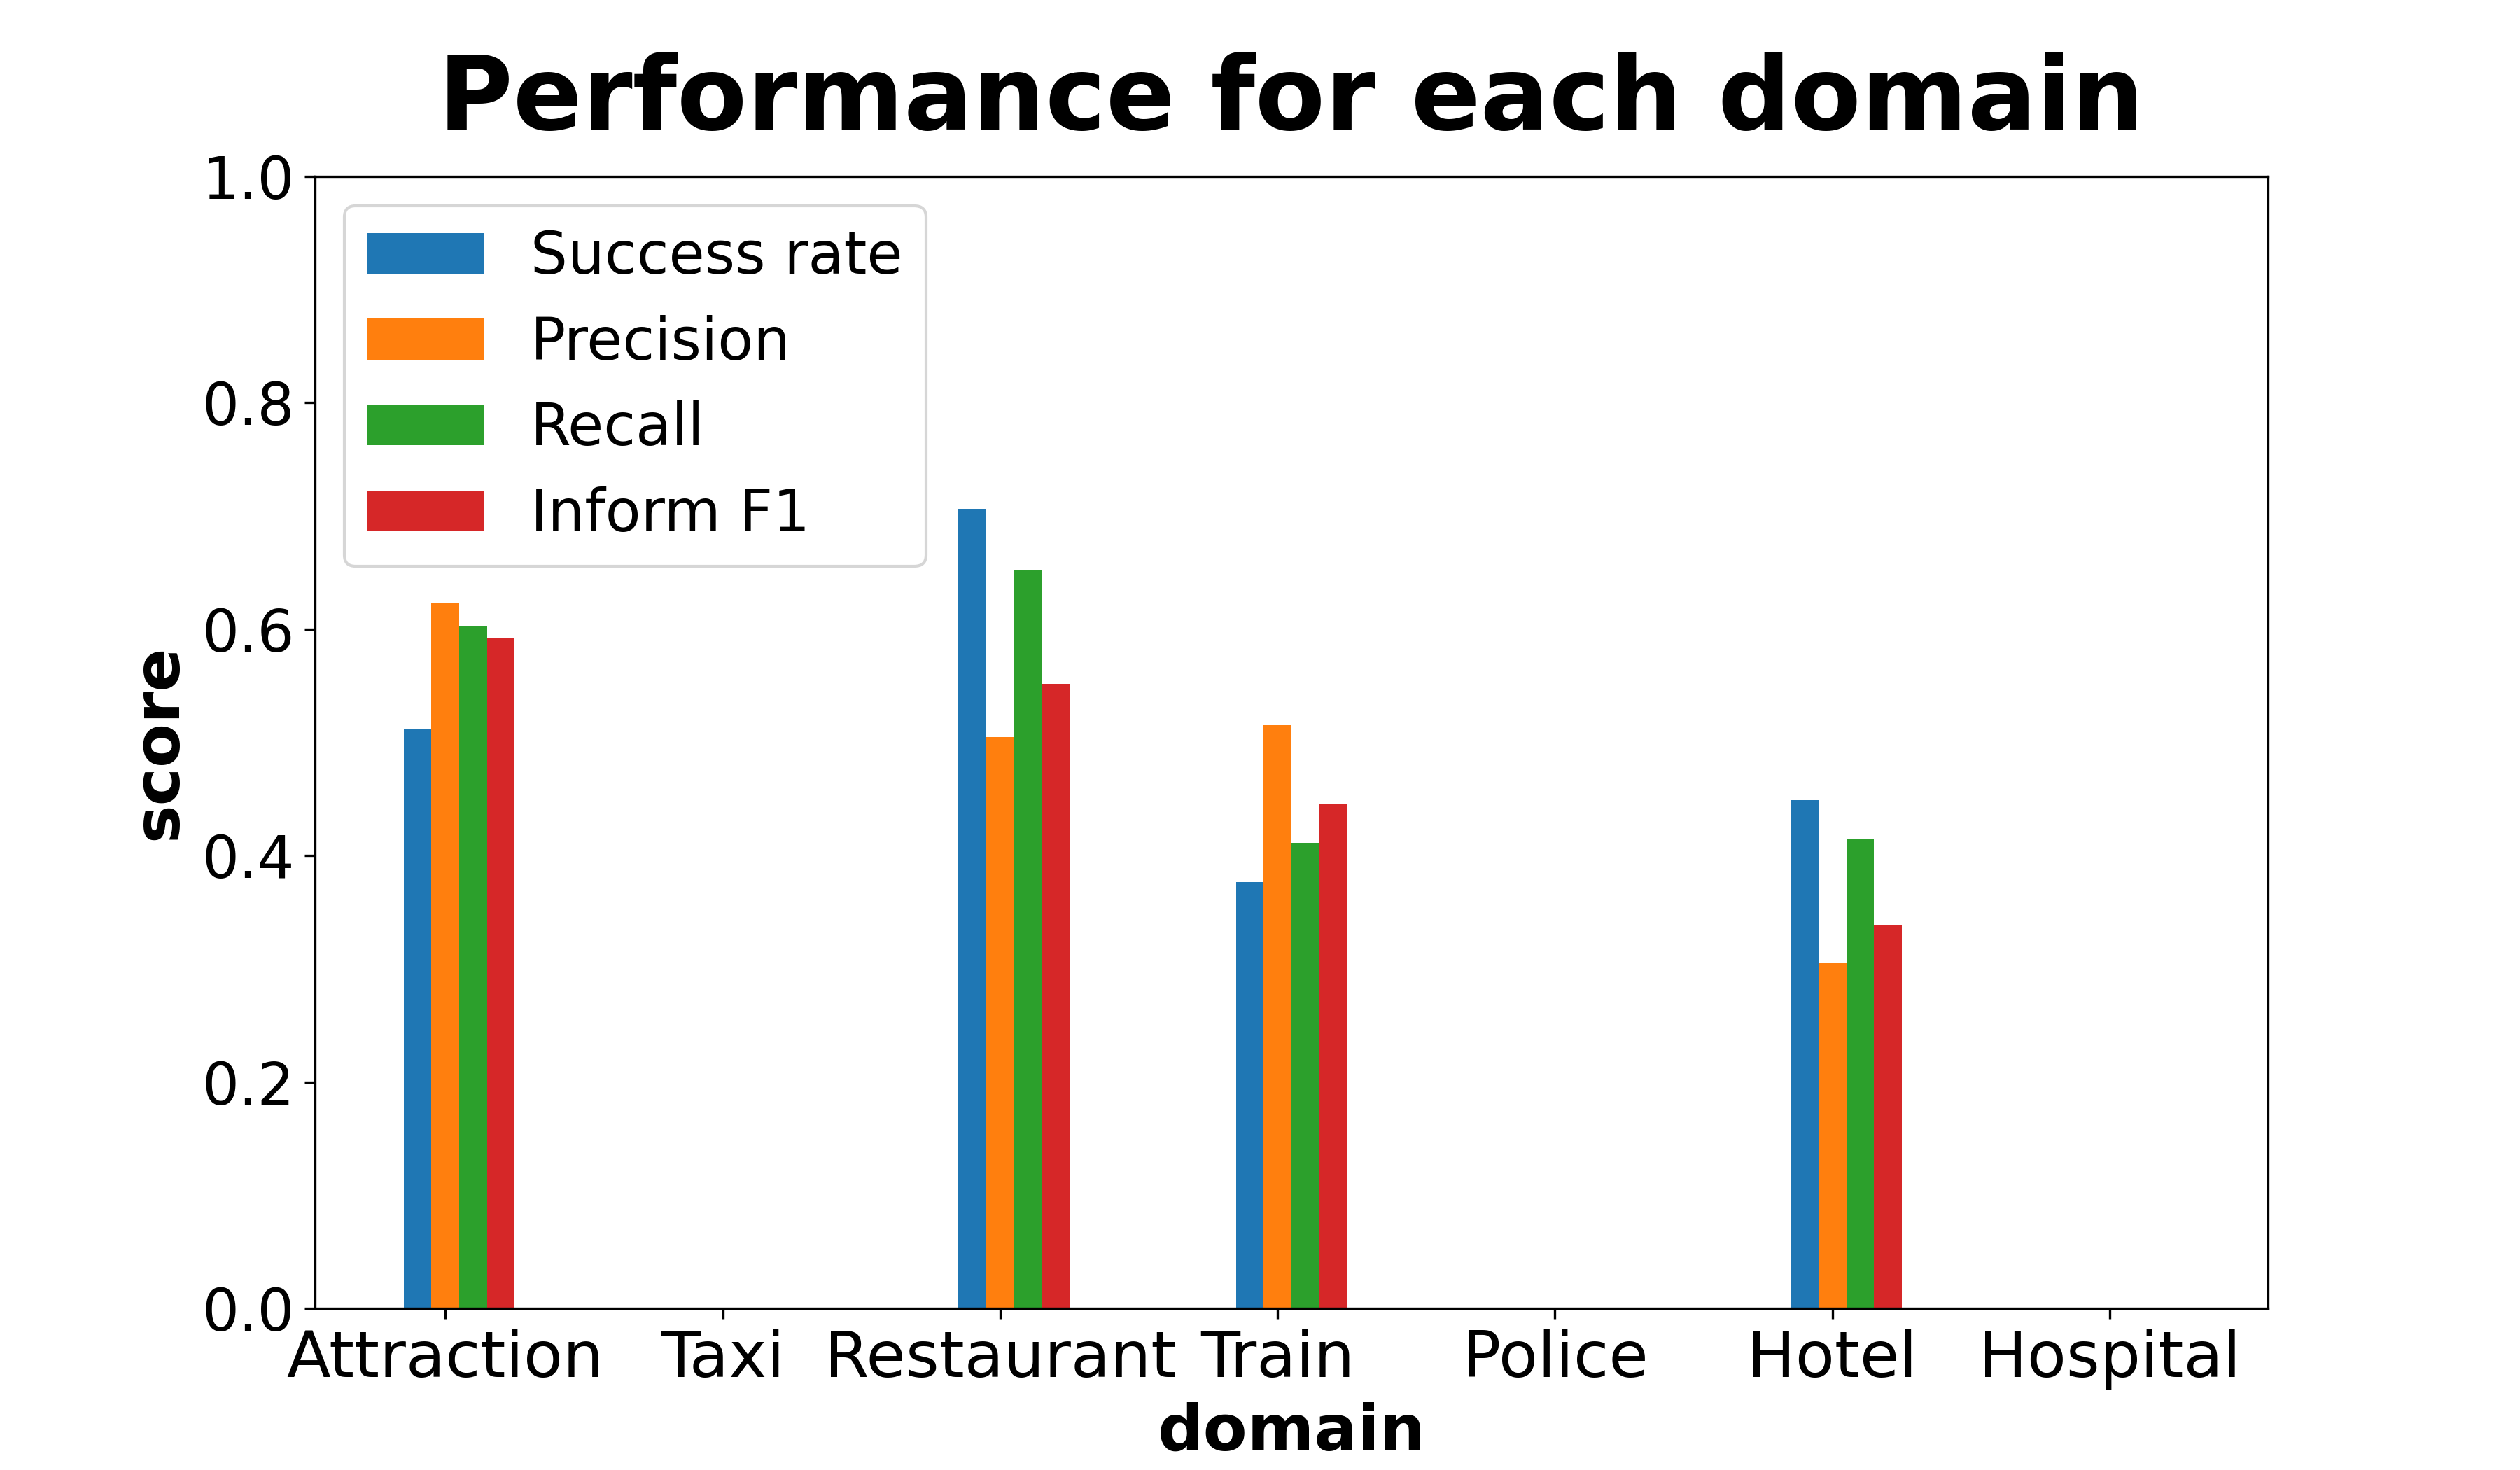 Performance for each domain
1.0
0.8
0.6
0.4
0.2
0.0
score
Success rate
Precision
Recall
Inform F1
Attraction Taxi Restaurant Train Police Hotel Hospital
domain